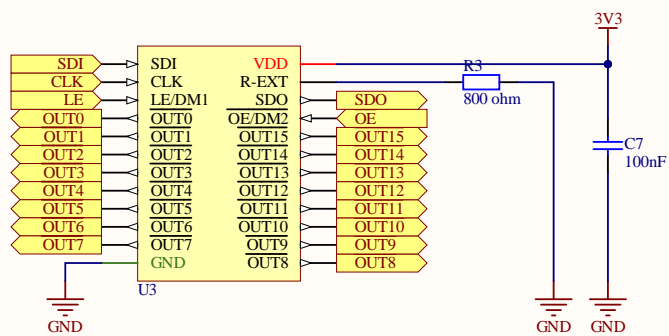 3V3
SDI SDI VDD
CLK CLK R-EXT R3
LE LE/DM1 SDO SDO 800 ohm
OUT0 OUT0 OE/DM2 OE
OUT1 OUT1 OUT15 OUT15
OUT2 OUT2 OUT14 OUT14 C7
OUT3 OUT3 OUT13 OUT13 100nF
OUT4 OUT4 OUT12 OUT12
OUT5 OUT5 OUT11 OUT11
OUT6 OUT6 OUT10 OUT10
OUT7 OUT7 OUT9 OUT9
GND OUT8 OUT8
U3
GND GND GND